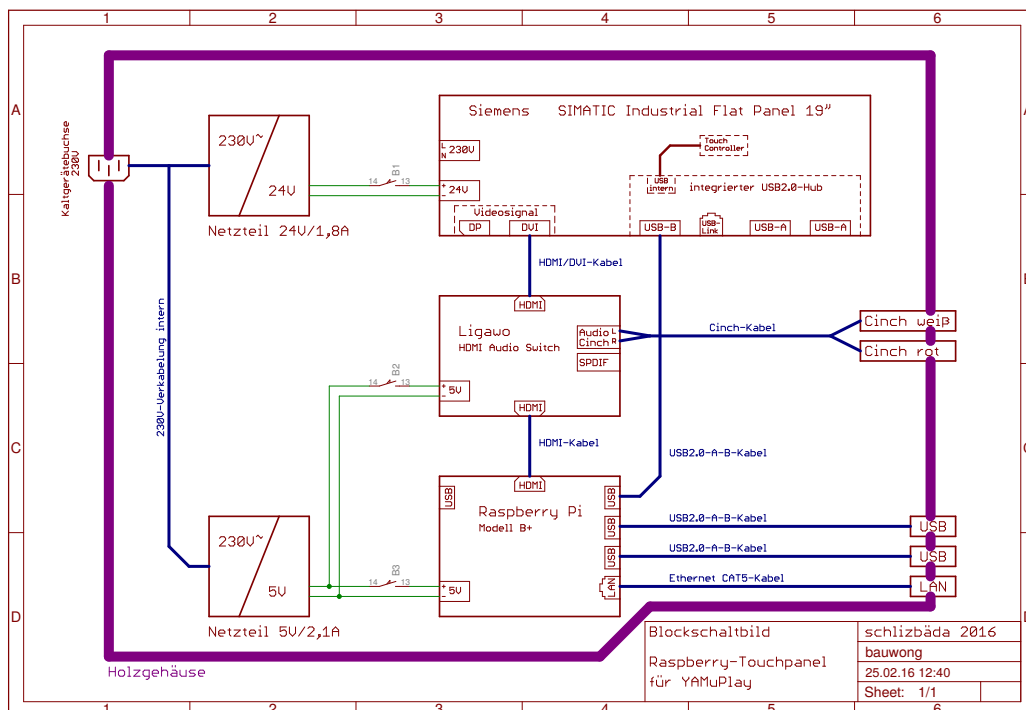 1 2 3 4 5 6
A
Siemens SIMATIC Industrial Flat Panel 19"
Kaltgerätebuchse
230V
230V~
24V
Netzteil 24V/1,8A
14 B1 13
L
N
230V
+
-
24V
Touch
Controller
USB
intern
integrierter USB2.0-Hub
Videosignal
DP DVI
USB-B
USB-
Link
USB-A
USB-A
B
HDMI/DVI-Kabel
HDMI
Ligawo
HDMI Audio Switch
Audio L
Cinch R
SPDIF
Cinch-Kabel
Cinch weiß
Cinch rot
14 B2 13
+
-
5V
HDMI
230V-Verkabelung intern
C
HDMI-Kabel
USB2.0-A-B-Kabel
HDMI
USB
Raspberry Pi
Modell B+
USB
USB
USB
LAN
USB2.0-A-B-Kabel
USB
USB2.0-A-B-Kabel
USB
Ethernet CAT5-Kabel
LAN
230V~
5V
Netzteil 5V/2,1A
14 B3 13
+
-
5V
D
Holzgehäuse
Blockschaltbild
Raspberry-Touchpanel
für YAMuPlay
schlizbäda 2016
bauwong
25.02.16 12:40
Sheet: 1/1
1 2 3 4 5 6